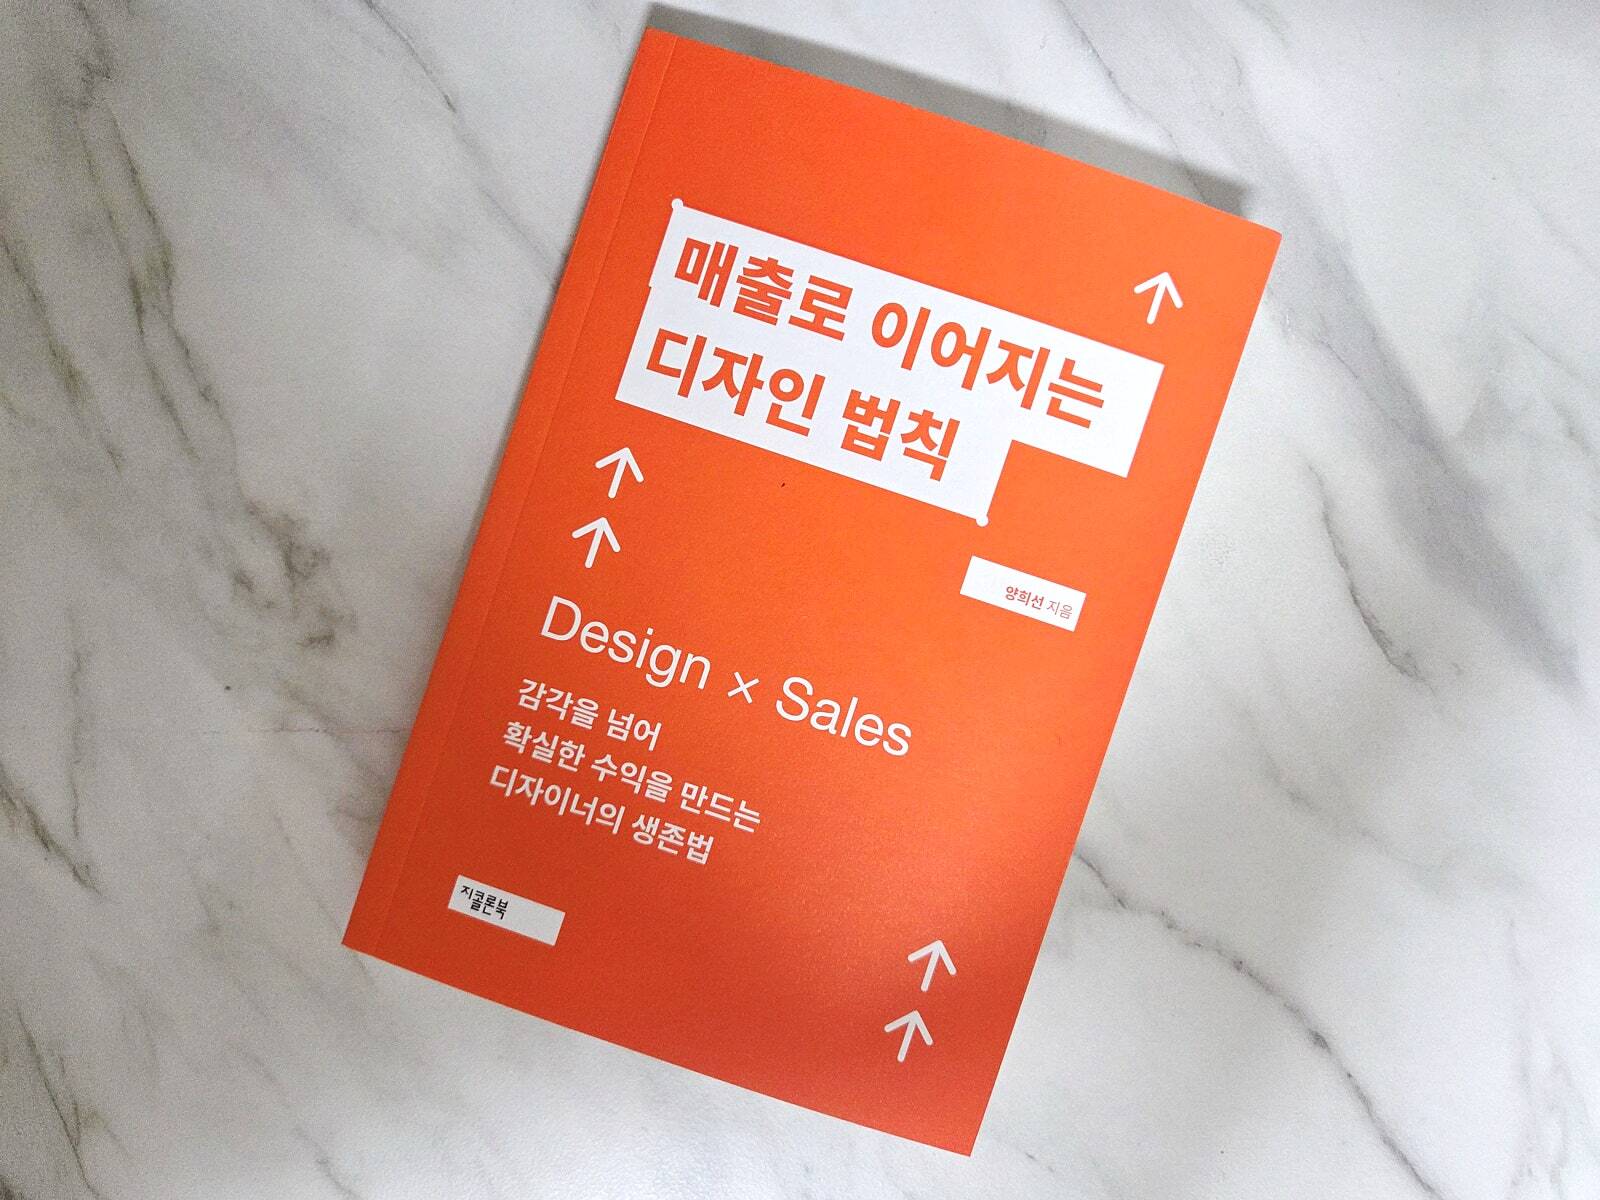 매출로 이어지는
디자인 법칙
양희선 지음
Design × Sales
감각을 넘어
확실한 수익을 만드는
디자이너의 생존법
지콜론북